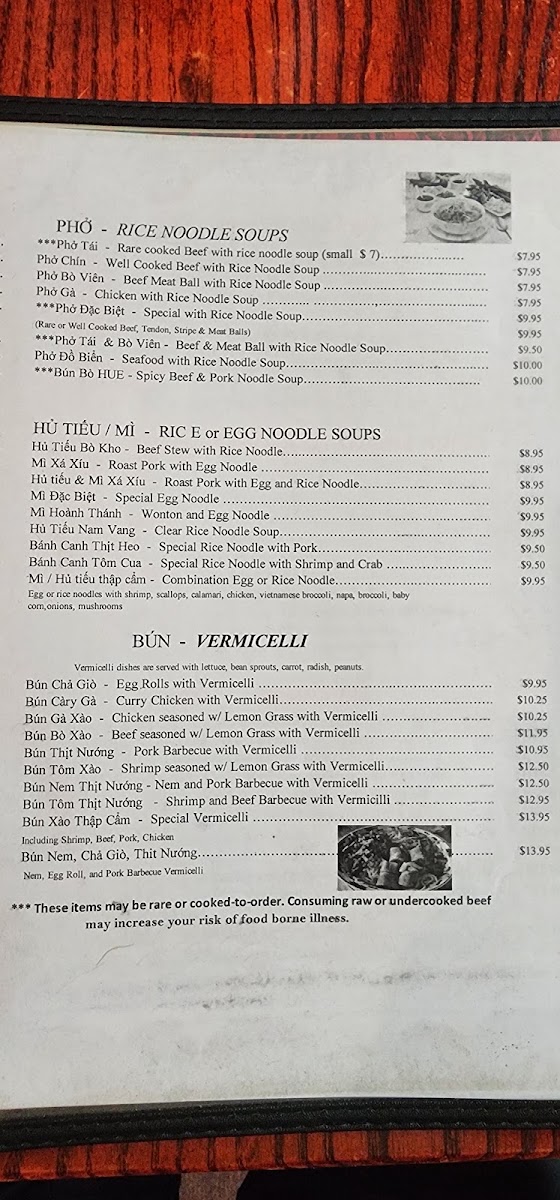 PHỞ - RICE NOODLE SOUPS
***Phở Tái - Rare cooked Beef with rice noodle soup (small $ 7)..................... $7.95
Phở Chín - Well Cooked Beef with Rice Noodle Soup ........................................ $7.95
Phở Bò Viên - Beef Meat Ball with Rice Noodle Soup ........................................ $7.95
Phở Gà - Chicken with Rice Noodle Soup ............ ........................................ $7.95
***Phở Đặc Biệt - Special with Rice Noodle Soup........................................ $9.95
(Rare or Well Cooked Beef, Tendon, Stripe & Meat Balls) $9.95
***Phở Tái & Bò Viên - Beef & Meat Ball with Rice Noodle Soup......................... $9.50
Phở Đồ Biển - Seafood with Rice Noodle Soup................................................ $10.00
***Bún Bò HUE - Spicy Beef & Pork Noodle Soup........................................... $10.00
HỦ TIẾU / MÌ - RIC E or EGG NOODLE SOUPS
Hủ Tiếu Bò Kho - Beef Stew with Rice Noodle.................................................. $8.95
Mì Xá Xíu - Roast Pork with Egg Noodle ........................................................ $8.95
Hủ tiếu & Mì Xá Xíu - Roast Pork with Egg and Rice Noodle............................... $8.95
Mì Đặc Biệt - Special Egg Noodle ................................................................ $9.95
Mì Hoành Thánh - Wonton and Egg Noodle ..................................................... $9.95
Hủ Tiếu Nam Vang - Clear Rice Noodle Soup.................................................. $9.95
Bánh Canh Thịt Heo - Special Rice Noodle with Pork.......................................... $9.50
Bánh Canh Tôm Cua - Special Rice Noodle with Shrimp and Crab ......................... $9.50
Mì / Hủ tiếu thập cẩm - Combination Egg or Rice Noodle..................................... $9.95
Egg or rice noodles with shrimp, scallops, calamari, chicken, vietnamese broccoli, napa, broccoli, baby
corn,onions, mushrooms
BÚN - VERMICELLI
Vermicelli dishes are served with lettuce, bean sprouts, carrot, radish, peanuts.
Bún Chả Giò - Egg Rolls with Vermicelli ........................................................ $9.95
Bún Càry Gà - Curry Chicken with Vermicelli.................................................. $10.25
Bún Gà Xào - Chicken seasoned w/ Lemon Grass with Vermicelli ......................... $10.25
Bún Bò Xào - Beef seasoned w/ Lemon Grass with Vermicelli .............................. $11.95
Bún Thịt Nướng - Pork Barbecue with Vermicelli ............................................. $10.95
Bún Tôm Xào - Shrimp seasoned w/ Lemon Grass with Vermicelli......................... $12.50
Bún Nem Thịt Nướng - Nem and Pork Barbecue with Vermicelli ........................... $12.50
Bún Tôm Thịt Nướng - Shrimp and Beef Barbecue with Vermicilli ......................... $12.95
Bún Xào Thập Cẩm - Special Vermicelli ........................................................ $13.95
Including Shrimp, Beef, Pork, Chicken
Bún Nem, Chả Giò, Thit Nướng..................................... $13.95
Nem, Egg Roll, and Pork Barbecue Vermicelli
*** These items may be rare or cooked-to-order. Consuming raw or undercooked beef
may increase your risk of food borne illness.